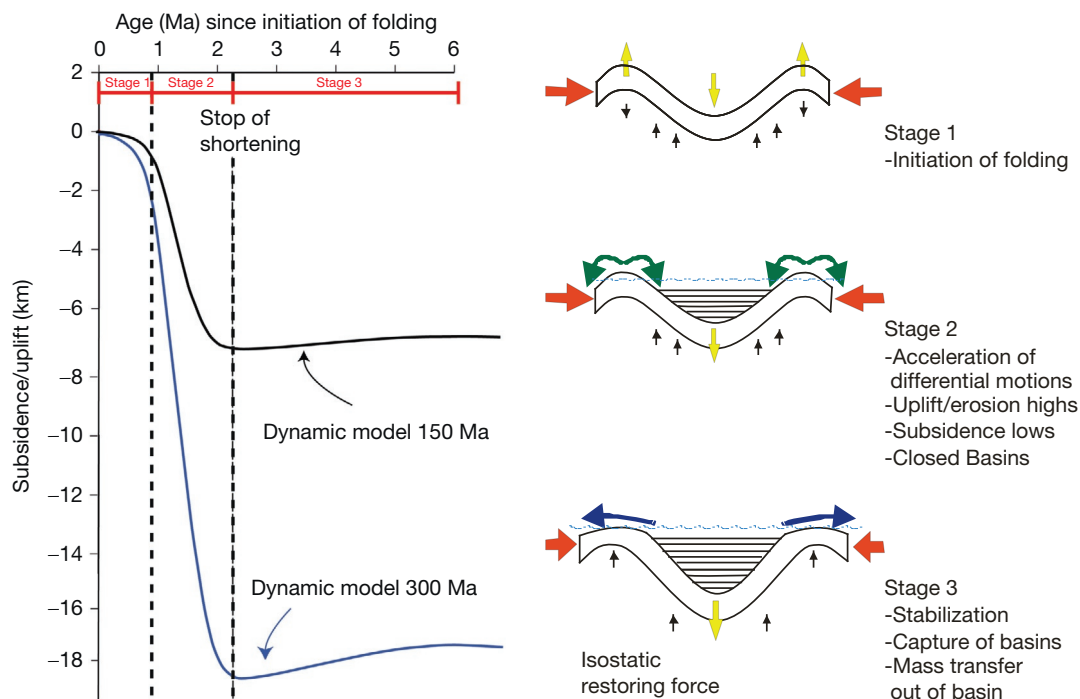 Age (Ma) since initiation of folding
0 1 2 3 4 5 6
Stage 1 Stage 2 Stage 3
Stop of
shortening
2
0
−2
−4
−6
−8
−10
−12
−14
−16
−18
Subsidence/uplift (km)
Dynamic model 150 Ma
Dynamic model 300 Ma
Stage 1
-Initiation of folding
Stage 2
-Acceleration of
differential motions
-Uplift/erosion highs
-Subsidence lows
-Closed Basins
Isostatic
restoring force
Stage 3
-Stabilization
-Capture of basins
-Mass transfer
out of basin